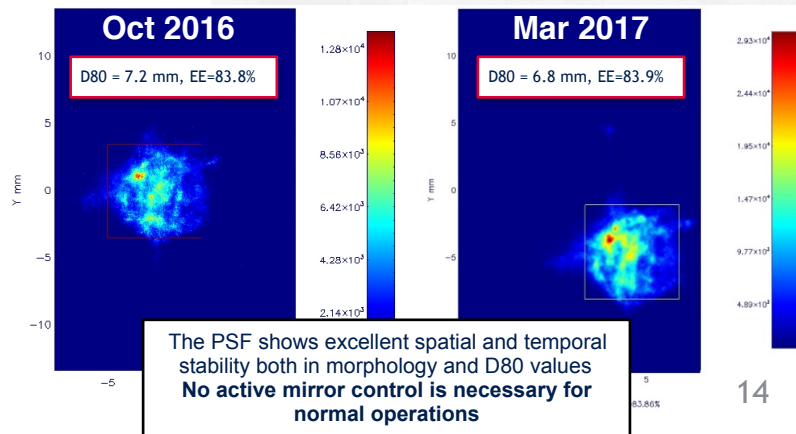 Oct 2016
D80 = 7.2 mm, EE=83.8%
10
5
0
−5
−10
Y mm
−5
1.28×10⁴
1.07×10⁴
8.56×10³
6.42×10³
4.28×10³
2.14×10³
Mar 2017
D80 = 6.8 mm, EE=83.9%
10
5
0
−5
−10
Y mm
5
83.86%
2.93×10⁴
2.44×10⁴
1.95×10⁴
1.47×10⁴
9.77×10³
4.89×10³
The PSF shows excellent spatial and temporal
stability both in morphology and D80 values
No active mirror control is necessary for
normal operations
14